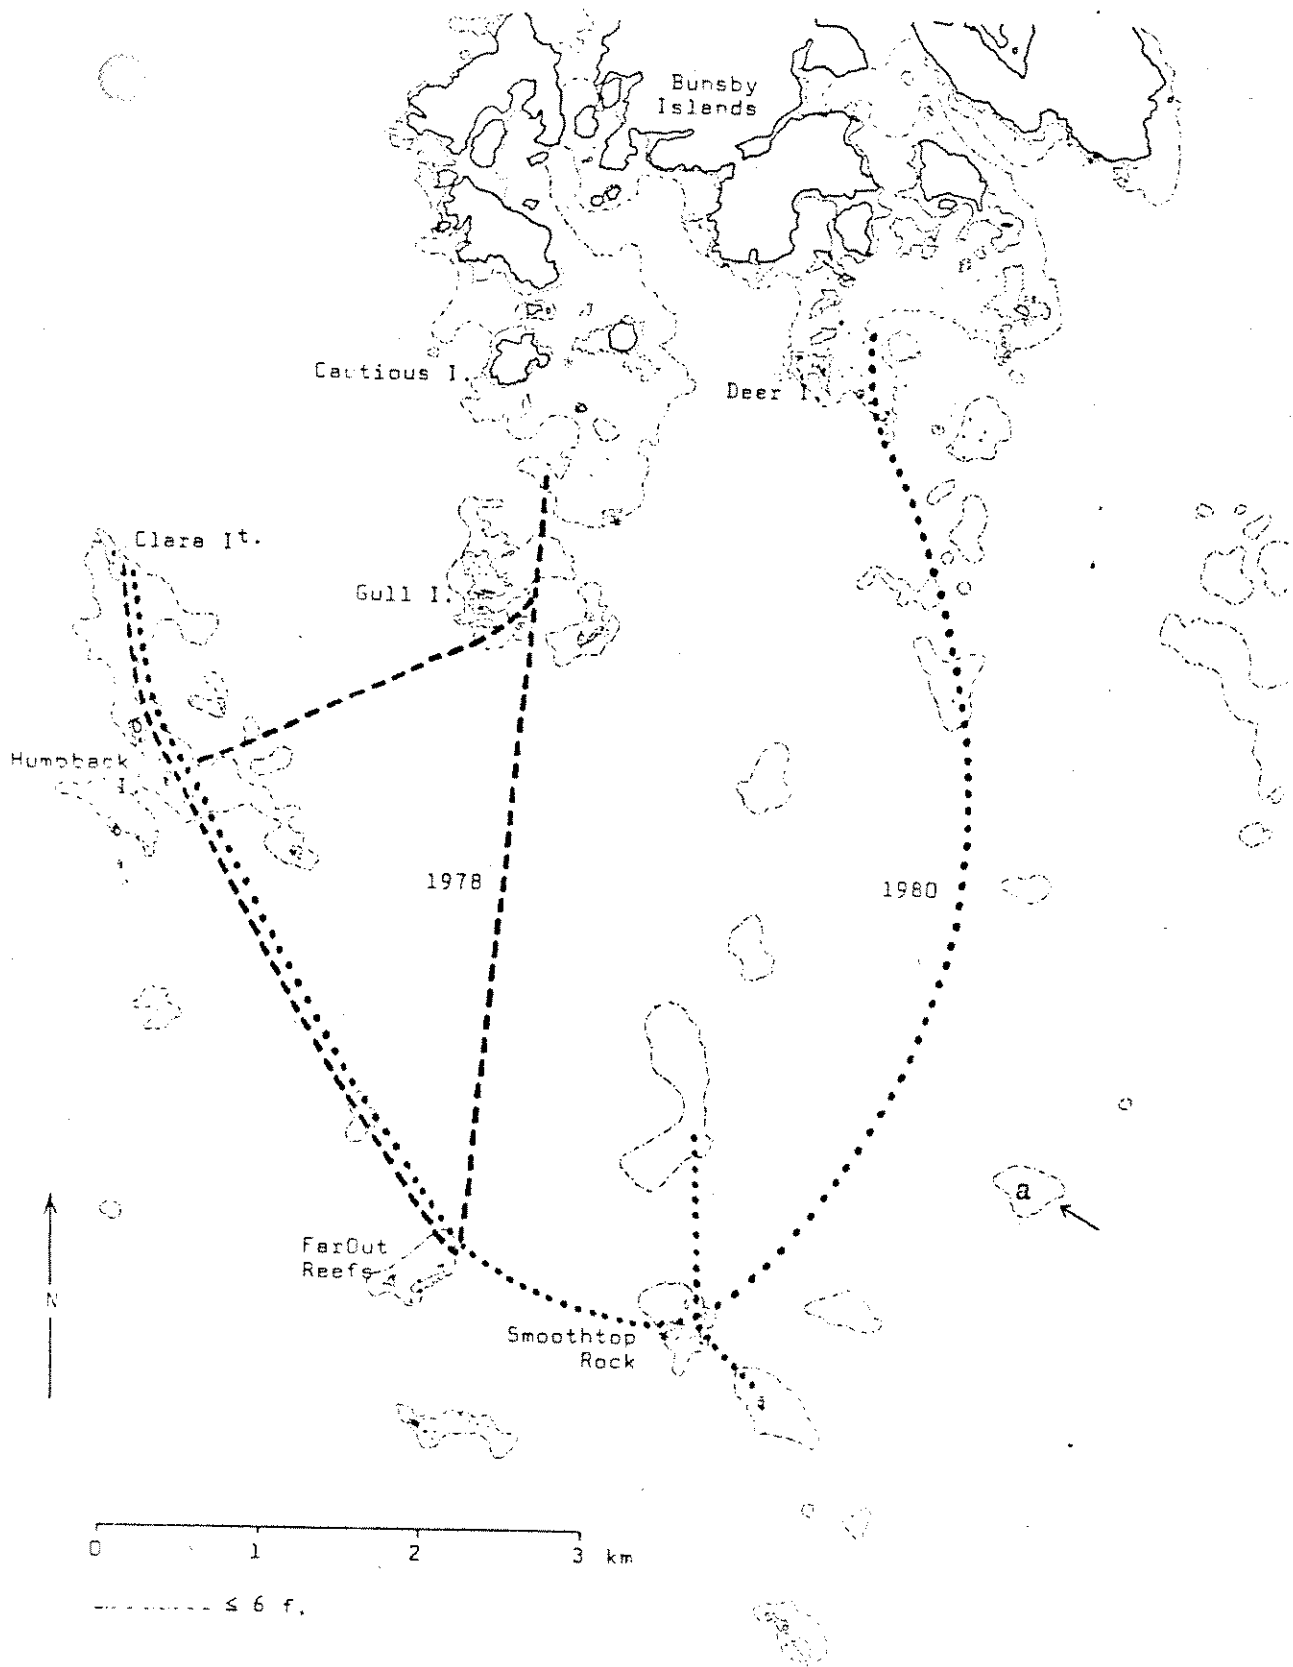 Bunsby
Islands
Cautious I.
Deer I.
Clara It.
Gull I.
Humpback
I.
1978
1980
a
FarOut
Reefs
N
Smoothtop
Rock
0 1 2 3 km
≤ 6 f.